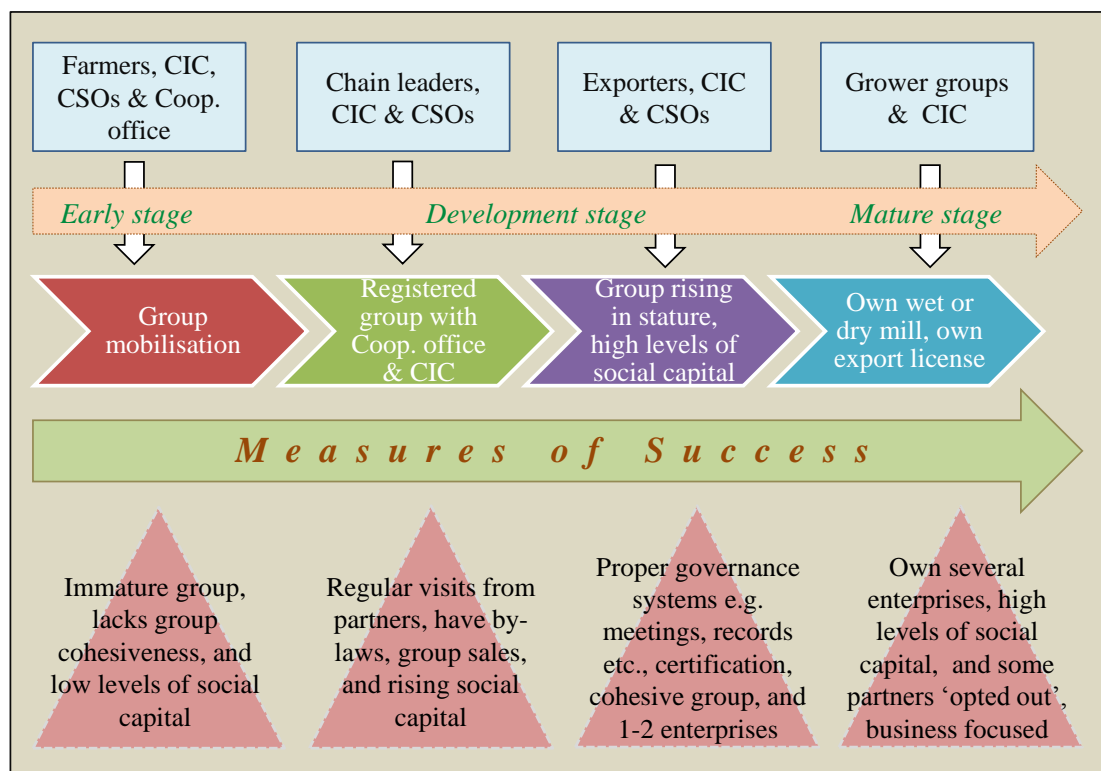 Farmers, CIC,
CSOs & Coop.
office
Chain leaders,
CIC & CSOs
Exporters, CIC
& CSOs
Grower groups
& CIC
Early stage
Development stage
Mature stage
Group
mobilisation
Registered
group with
Coop. office
& CIC
Group rising
in stature,
high levels of
social capital
Own wet or
dry mill, own
export license
Measures of Success
Immature group,
lacks group
cohesiveness, and
low levels of social
capital
Regular visits from
partners, have by-
laws, group sales,
and rising social
capital
Proper governance
systems e.g.
meetings, records
etc., certification,
cohesive group, and
1-2 enterprises
Own several
enterprises, high
levels of social
capital, and some
partners ‘opted out’,
business focused